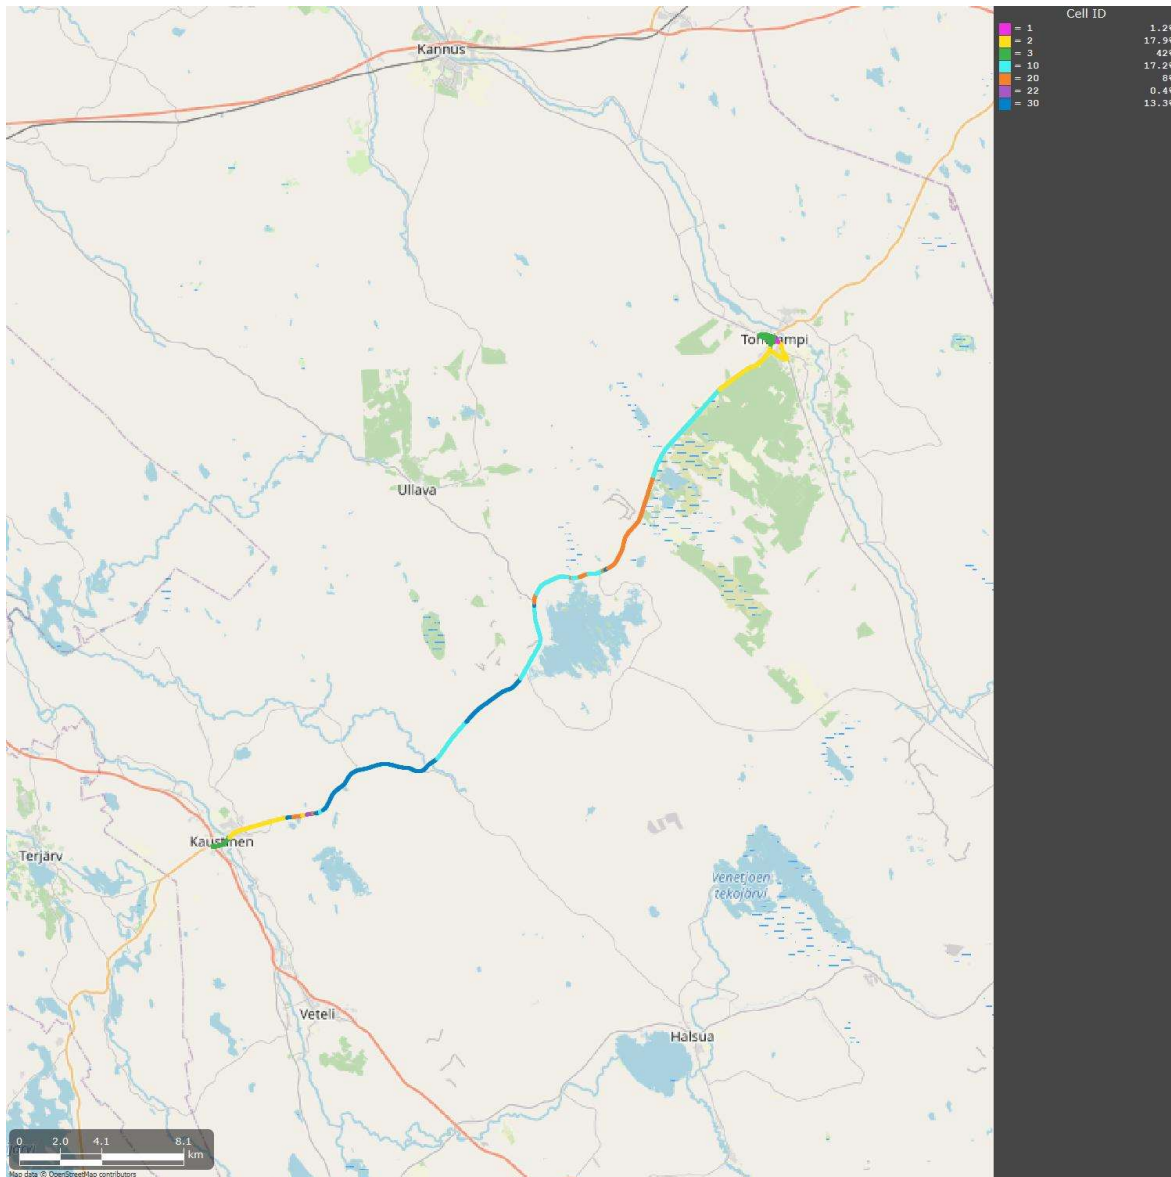 Cell ID
= 1 1.2%
= 2 17.9%
= 3 42%
= 10 17.2%
= 20 8%
= 22 0.4%
= 30 13.3%
Kannus
Ullava
Kaustinen
Terjärv
Venetjoen
tekojärvi
Veteli
Halsua
0 2.0 4.1 8.1
km
Map data © OpenStreetMap contributors